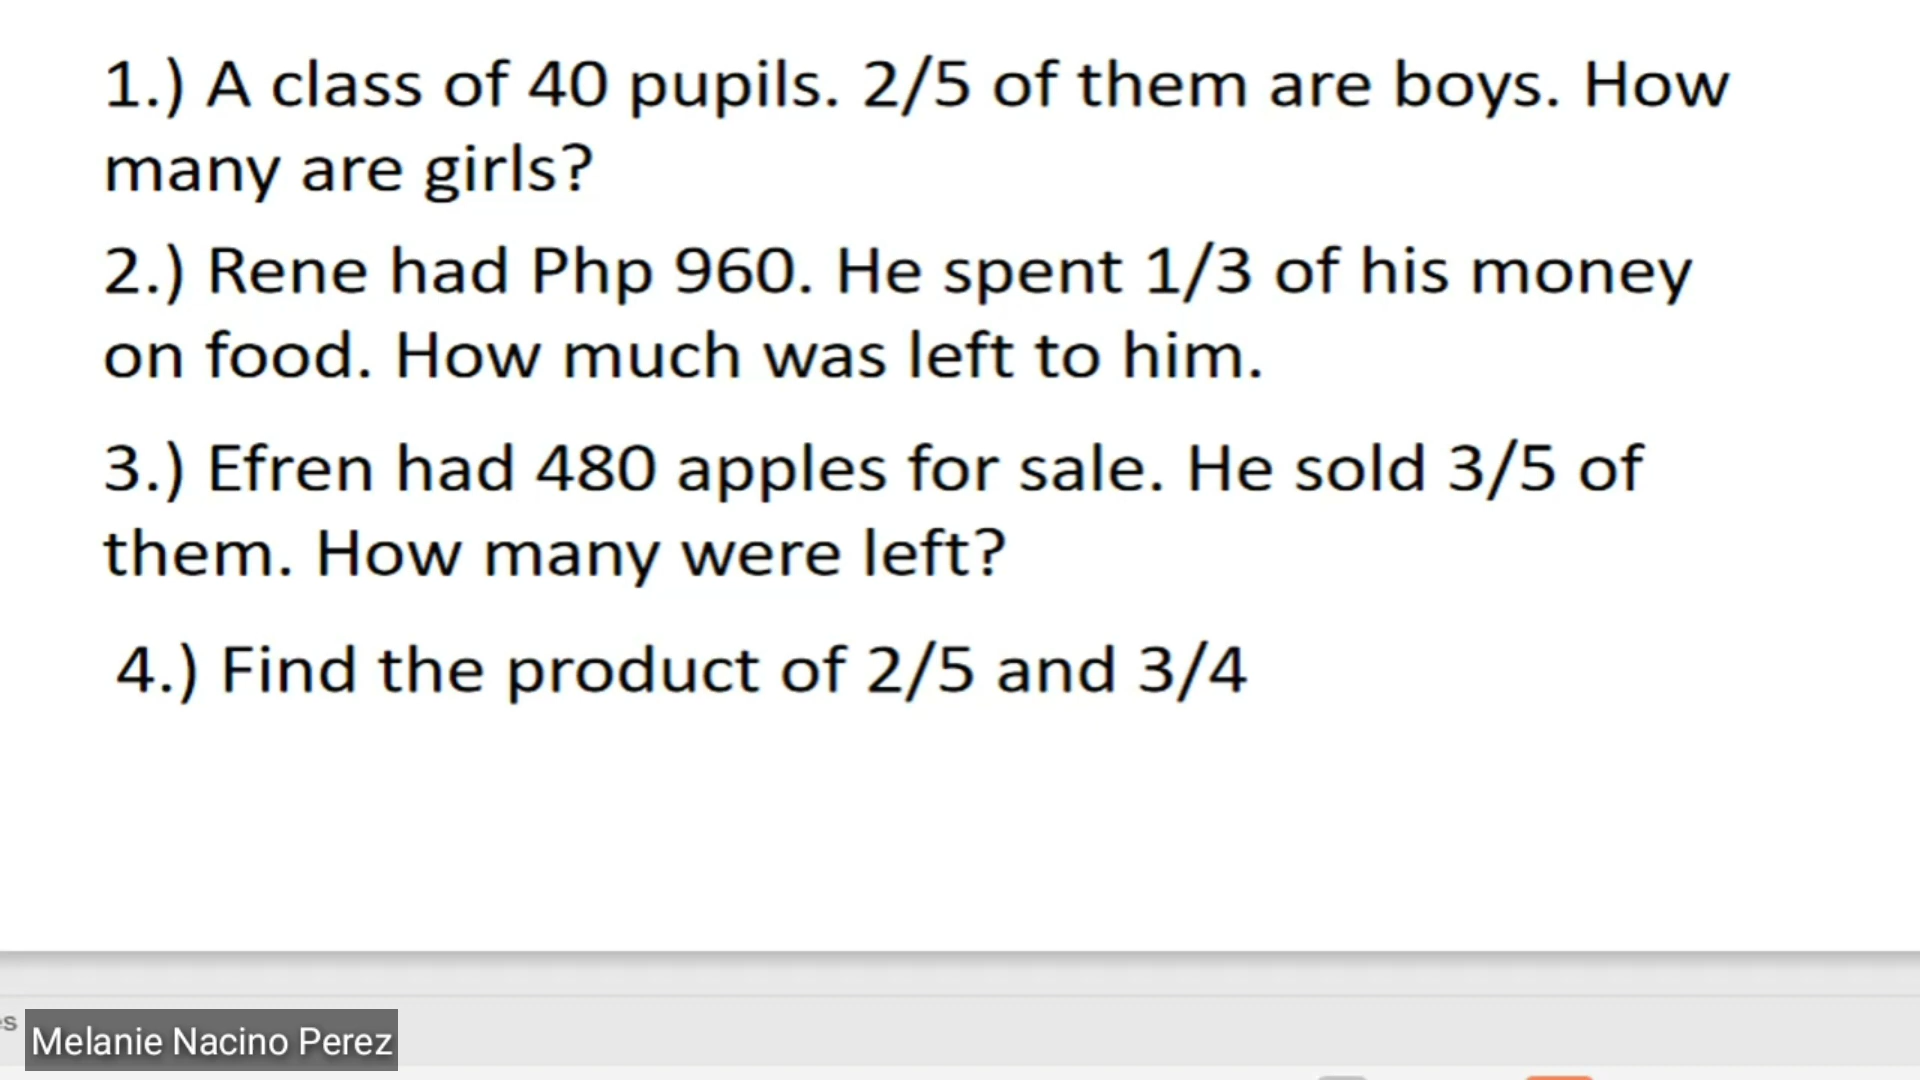 1.) A class of 40 pupils. 2/5 of them are boys. How
many are girls?
2.) Rene had Php 960. He spent 1/3 of his money
on food. How much was left to him.
3.) Efren had 480 apples for sale. He sold 3/5 of
them. How many were left?
4.) Find the product of 2/5 and 3/4
Melanie Nacino Perez